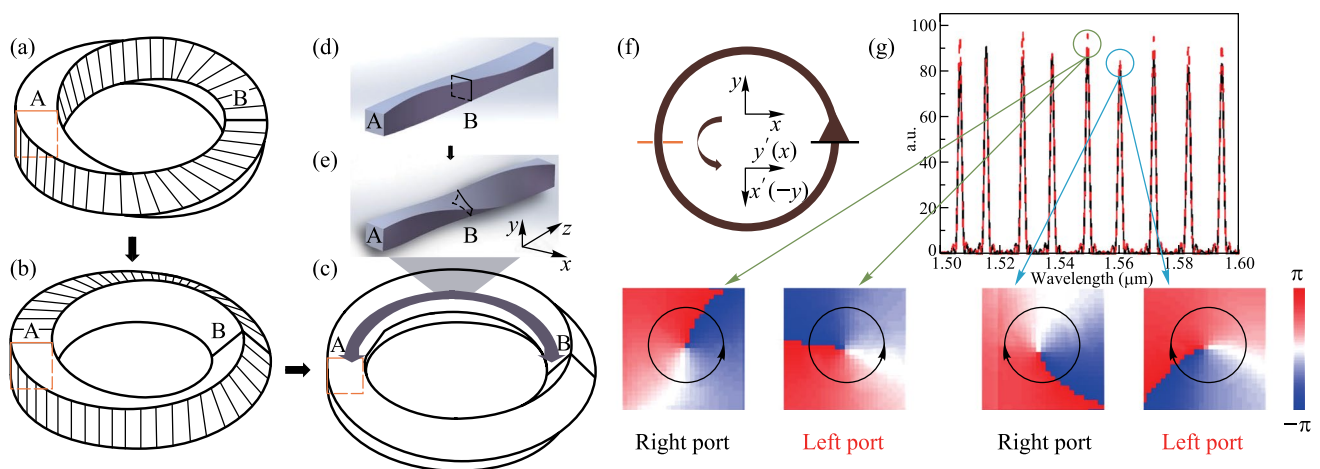 (a)
A
B
(b)
A
B
(c)
A
B
(d)
A
B
(e)
A
B
y
z
x
(f)
y
x
y′(x)
x′(−y)
(g)
a.u.
100
80
60
40
20
0
1.50
1.52
1.54
1.56
1.58
1.60
Wavelength (μm)
π
−π
Right port
Left port
Right port
Left port